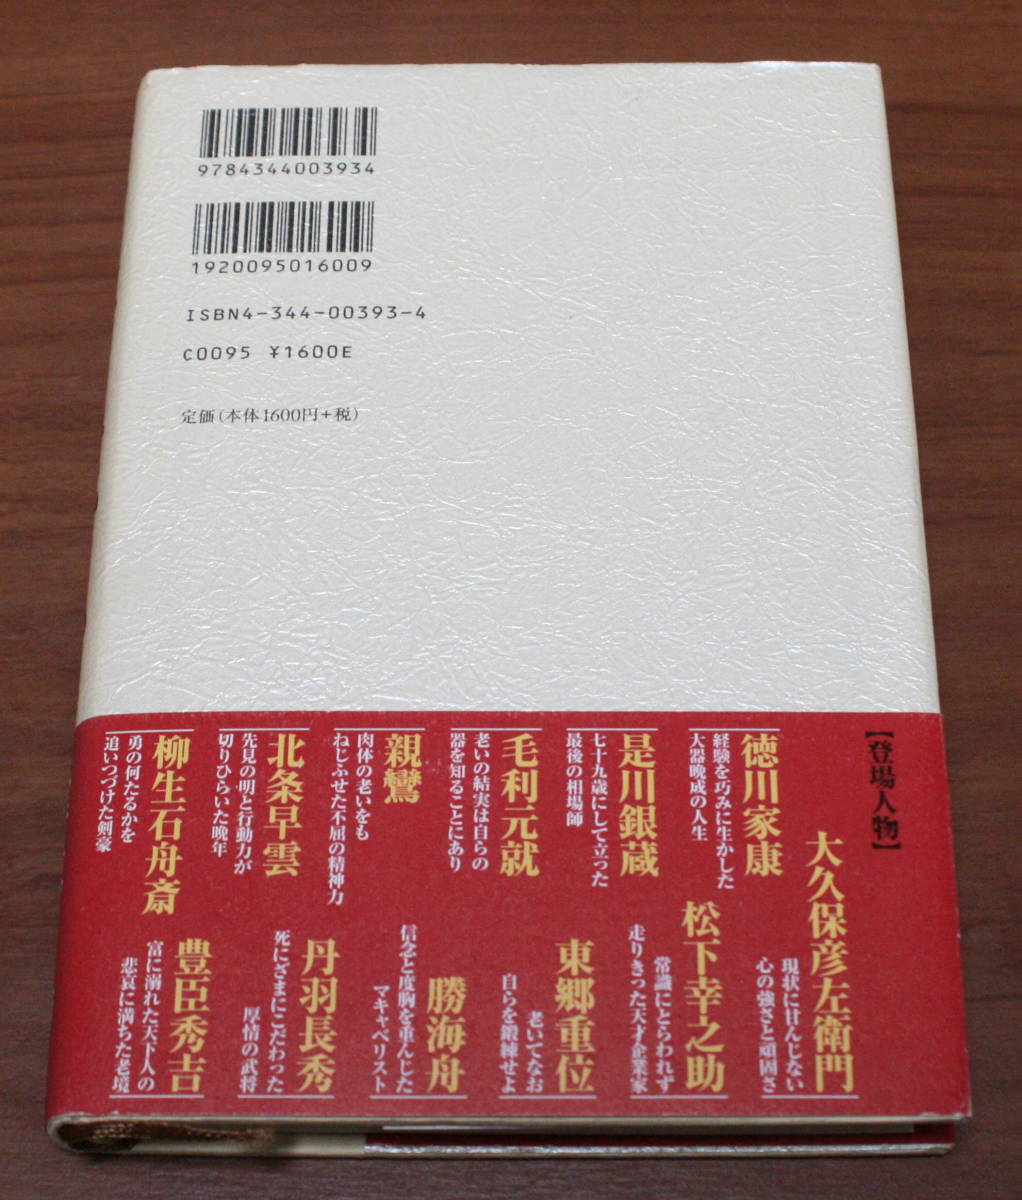 9784344003934
1920095016009
ISBN4-344-00393-4
C0095 ¥1600E
定価(本体1600円+税)
【登場人物】
徳川家康
経験を巧みに生かした
大器晩成の人生
是川銀蔵
七十九歳にして立った
最後の相場師
毛利元就
老いの結実は自らの
器を知ることにあり
親鸞
肉体の老いをも
ねじふせた不屈の精神力
北条早雲
先見の明と行動力が
切りひらいた晩年
柳生石舟斎
勇の何たるかを
追いつづけた剣豪
大久保彦左衛門
現状に甘んじない
心の強さと頑固さ
松下幸之助
常識にとらわれず
走りきった天才企業家
東郷重位
老いてなお
自らを鍛練せよ
勝海舟
信念と度胸を重んじた
マキャベリスト
丹羽長秀
死にざまにこだわった
厚情の武将
豊臣秀吉
富に溺れた天下人の
悲哀に満ちた老境